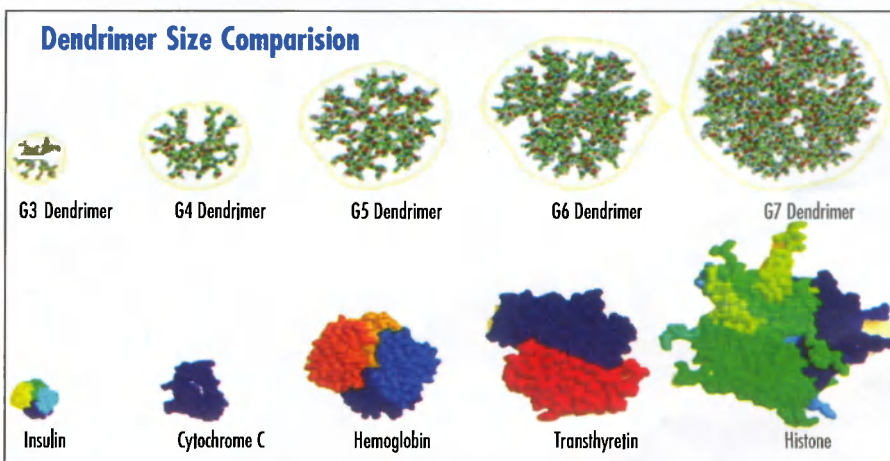 Dendrimer Size Comparision
G3 Dendrimer
G4 Dendrimer
G5 Dendrimer
G6 Dendrimer
G7 Dendrimer
Insulin
Cytochrome C
Hemoglobin
Transthyretin
Histone